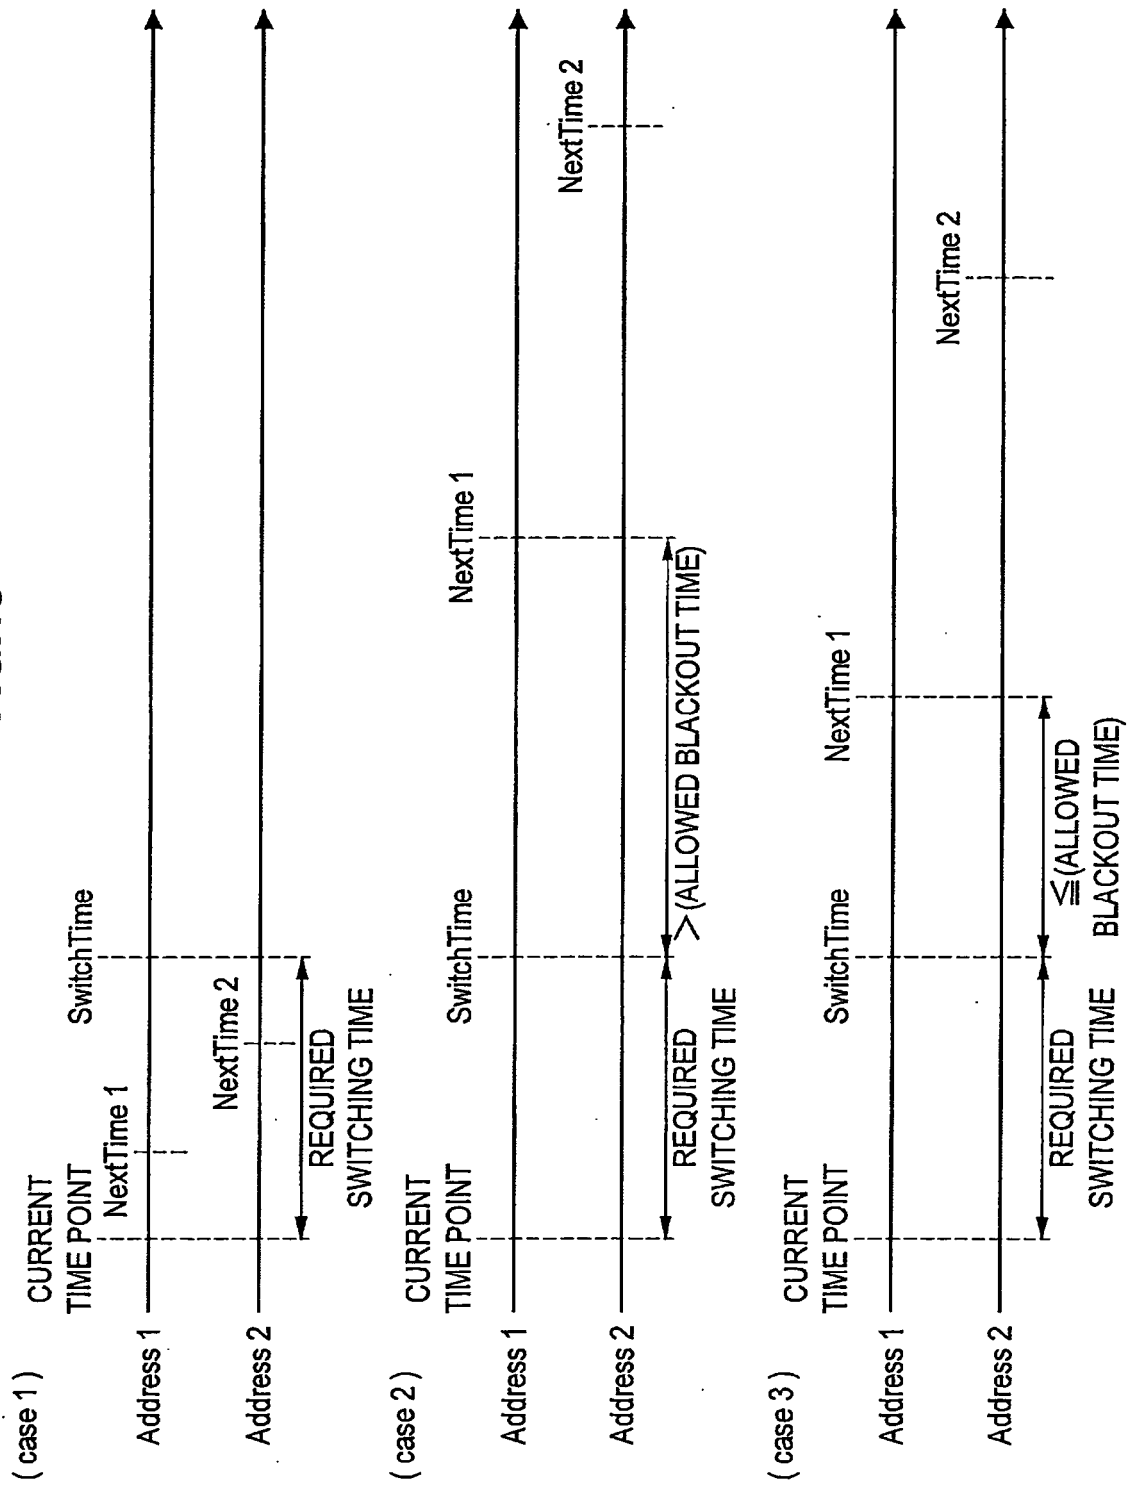 ( case 1 )
CURRENT
TIME POINT
NextTime 1
SwitchTime
Address 1
NextTime 2
Address 2
REQUIRED
SWITCHING TIME
( case 2 )
CURRENT
TIME POINT
SwitchTime
NextTime 1
Address 1
NextTime 2
Address 2
REQUIRED
SWITCHING TIME
>(ALLOWED BLACKOUT TIME)
( case 3 )
CURRENT
TIME POINT
SwitchTime
NextTime 1
Address 1
NextTime 2
Address 2
REQUIRED
SWITCHING TIME
≦(ALLOWED
BLACKOUT TIME)